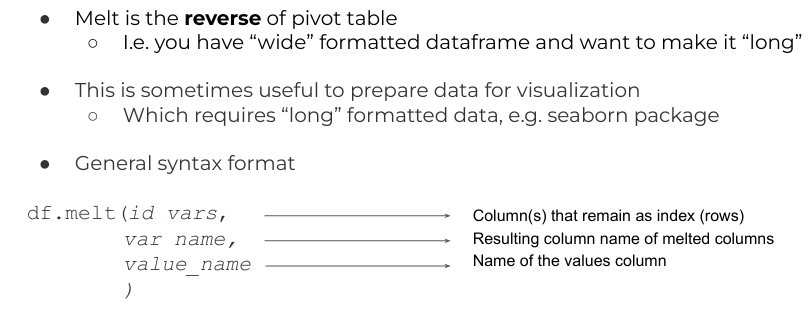 ● Melt is the reverse of pivot table
○ I.e. you have “wide” formatted dataframe and want to make it “long”
● This is sometimes useful to prepare data for visualization
○ Which requires “long” formatted data, e.g. seaborn package
● General syntax format
df.melt(id vars, Column(s) that remain as index (rows)
var name, Resulting column name of melted columns
value_name Name of the values column
)